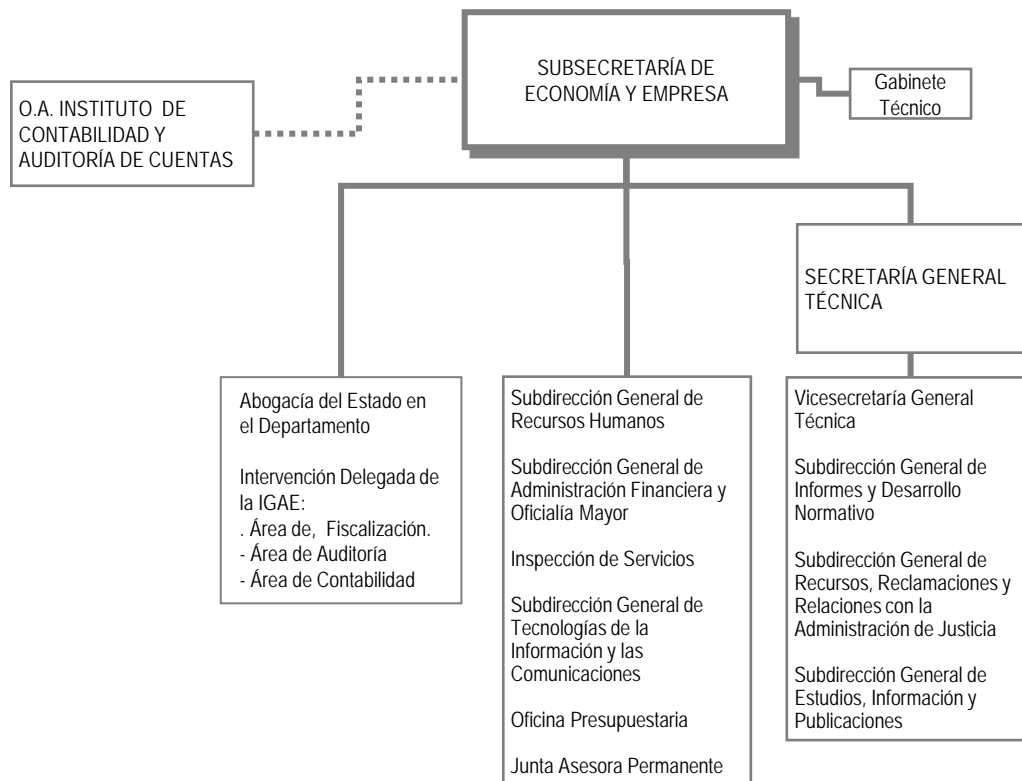 SUBSECRETARÍA DE
ECONOMÍA Y EMPRESA
Gabinete
Técnico
O.A. INSTITUTO DE
CONTABILIDAD Y
AUDITORÍA DE CUENTAS
SECRETARÍA GENERAL
TÉCNICA
Abogacía del Estado en
el Departamento
Intervención Delegada de
la IGAE:
. Área de, Fiscalización.
- Área de Auditoría
- Área de Contabilidad
Subdirección General de
Recursos Humanos
Subdirección General de
Administración Financiera y
Oficialía Mayor
Inspección de Servicios
Subdirección General de
Tecnologías de la
Información y las
Comunicaciones
Oficina Presupuestaria
Junta Asesora Permanente
Vicesecretaría General
Técnica
Subdirección General de
Informes y Desarrollo
Normativo
Subdirección General de
Recursos, Reclamaciones y
Relaciones con la
Administración de Justicia
Subdirección General de
Estudios, Información y
Publicaciones